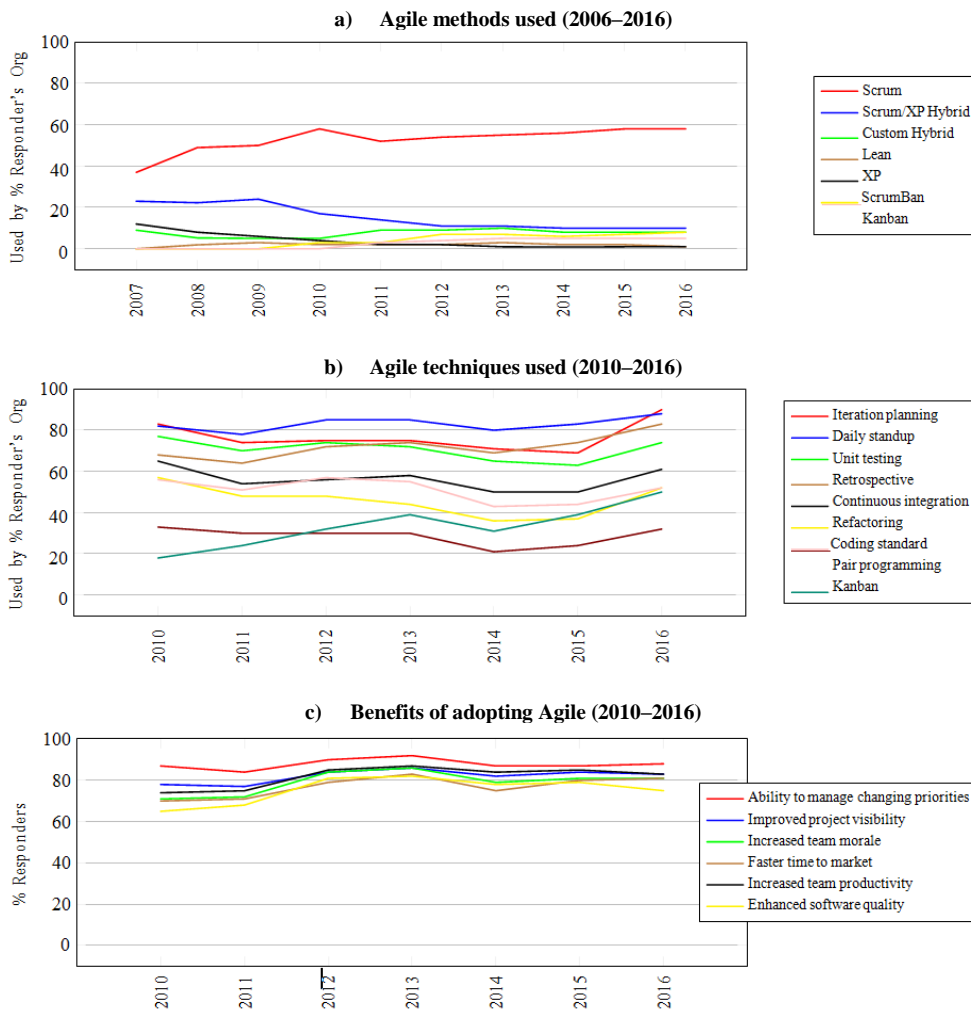 a) Agile methods used (2006–2016)
Used by % Responder's Org
100
80
60
40
20
0
2007
2008
2009
2010
2011
2012
2013
2014
2015
2016
Scrum
Scrum/XP Hybrid
Custom Hybrid
Lean
XP
ScrumBan
Kanban
b) Agile techniques used (2010–2016)
Used by % Responder's Org
100
80
60
40
20
0
2010
2011
2012
2013
2014
2015
2016
Iteration planning
Daily standup
Unit testing
Retrospective
Continuous integration
Refactoring
Coding standard
Pair programming
Kanban
c) Benefits of adopting Agile (2010–2016)
% Responders
100
80
60
40
20
0
2010
2011
2012
2013
2014
2015
2016
Ability to manage changing priorities
Improved project visibility
Increased team morale
Faster time to market
Increased team productivity
Enhanced software quality